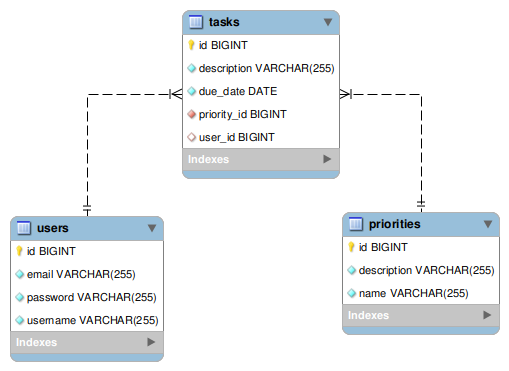 tasks
id BIGINT
description VARCHAR(255)
due_date DATE
priority_id BIGINT
user_id BIGINT
Indexes
users
id BIGINT
email VARCHAR(255)
password VARCHAR(255)
username VARCHAR(255)
Indexes
priorities
id BIGINT
description VARCHAR(255)
name VARCHAR(255)
Indexes